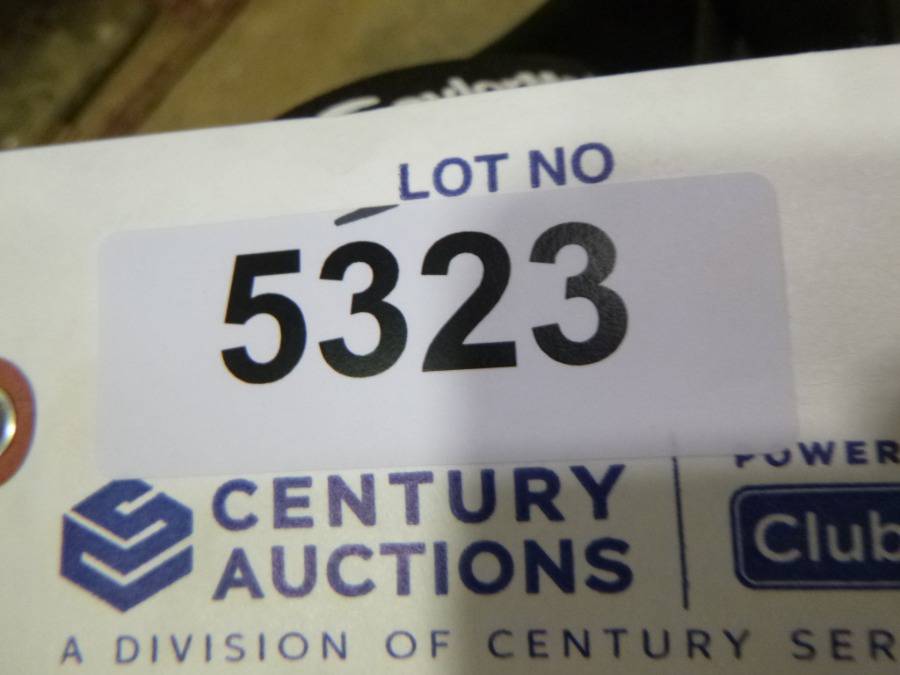 LOT NO
5323
CENTURY
AUCTIONS
POWER
Club
A DIVISION OF CENTURY SER